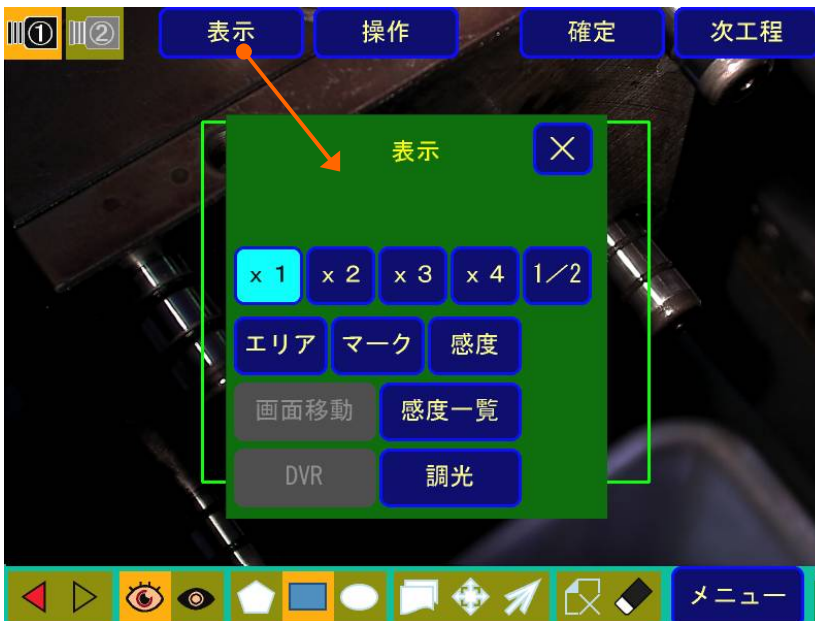 ① ② 表示 操作 確定 次工程
表示 ×
x 1 x 2 x 3 x 4 1/2
エリア マーク 感度
画面移動 感度一覧
DVR 調光
メニュー